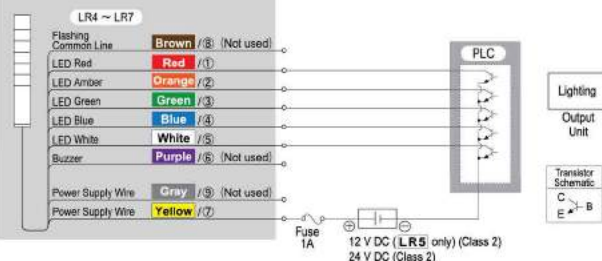 LR4 ~ LR7
Flashing
Common Line Brown /⑧ (Not used)
LED Red Red /①
LED Amber Orange /②
LED Green Green /③
LED Blue Blue /④
LED White White /⑤
Buzzer Purple /⑥ (Not used)
Power Supply Wire Gray /⑨ (Not used)
Power Supply Wire Yellow /⑦
PLC
Fuse
1A
⊕ ⊖
12 V DC (LR5 only) (Class 2)
24 V DC (Class 2)
Lighting
Output
Unit
Transistor
Schematic
C
B
E